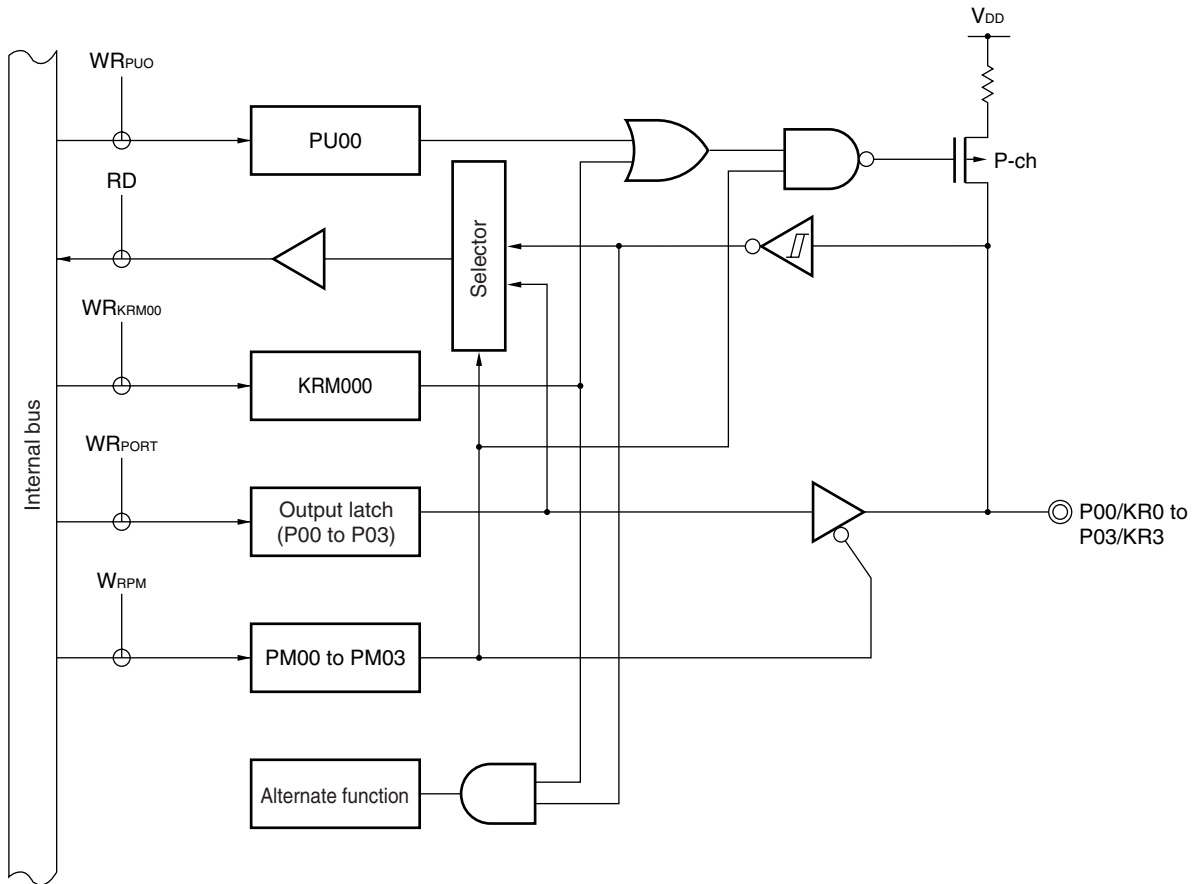 VDD
WRPUO
PU00
P-ch
RD
Selector
WRKRM00
KRM000
Internal bus
WRPORT
Output latch
(P00 to P03)
P00/KR0 to
P03/KR3
WRPM
PM00 to PM03
Alternate function